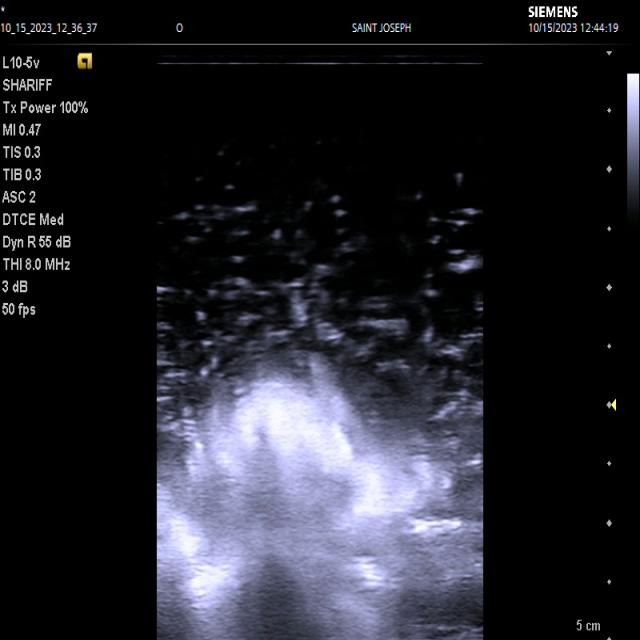 *
SIEMENS
10_15_2023_12_36_37 O SAINT JOSEPH 10/15/2023 12:44:19
L10-5v
SHARIFF
Tx Power 100%
MI 0.47
TIS 0.3
TIB 0.3
ASC 2
DTCE Med
Dyn R 55 dB
THI 8.0 MHz
3 dB
50 fps
5 cm